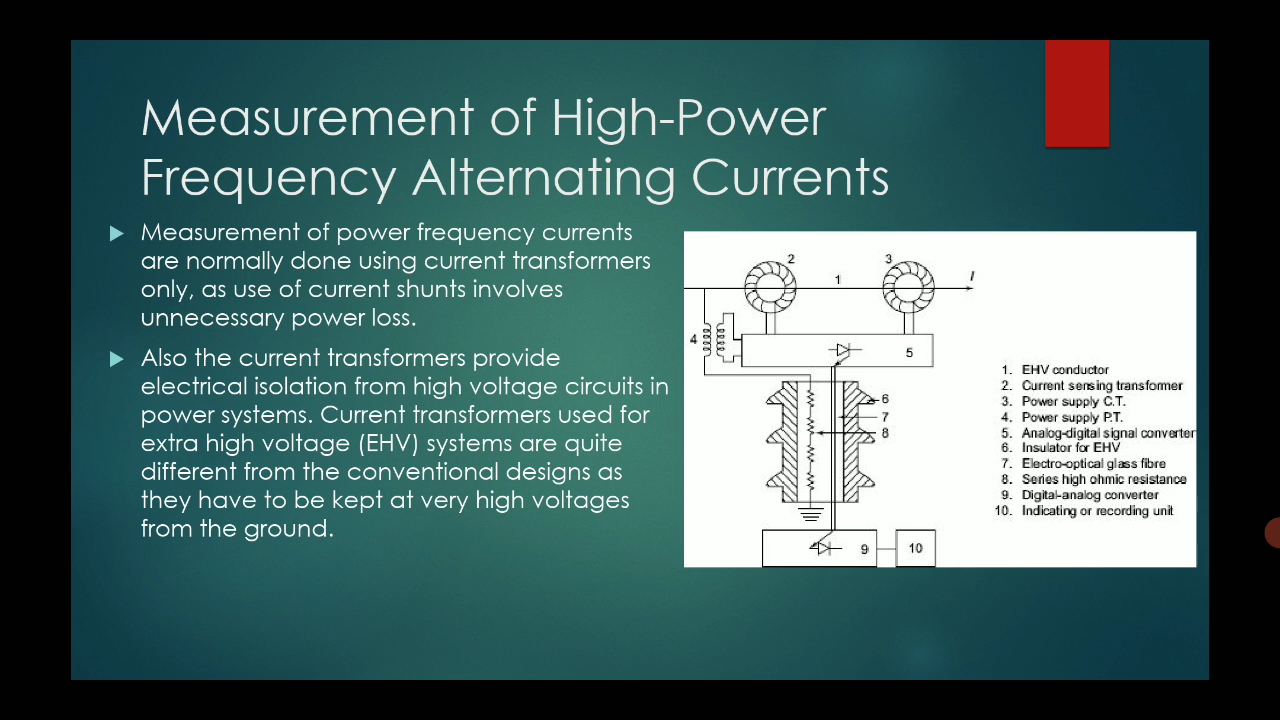 Measurement of High-Power
Frequency Alternating Currents
Measurement of power frequency currents
are normally done using current transformers
only, as use of current shunts involves
unnecessary power loss.
Also the current transformers provide
electrical isolation from high voltage circuits in
power systems. Current transformers used for
extra high voltage (EHV) systems are quite
different from the conventional designs as
they have to be kept at very high voltages
from the ground.
2
3
1
I
4
5
6
7
8
9
10
1. EHV conductor
2. Current sensing transformer
3. Power supply C.T.
4. Power supply P.T.
5. Analog-digital signal converter
6. Insulator for EHV
7. Electro-optical glass fibre
8. Series high ohmic resistance
9. Digital-analog converter
10. Indicating or recording unit